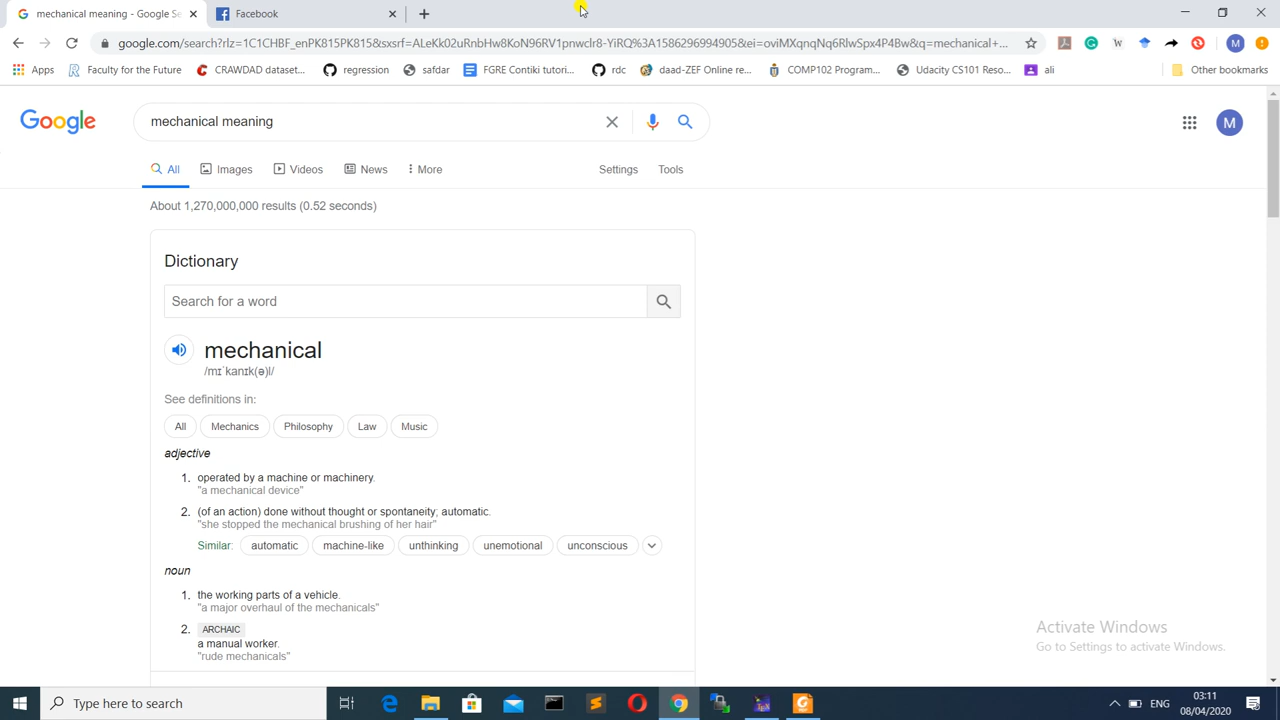 mechanical meaning - Google Se
Facebook
google.com/search?rlz=1C1CHBF_enPK815PK815&sxsrf=ALeKk02uRnbHw8KoN96RV1pnwclr8-YiRQ%3A1586296994905&ei=oviMXqnqNq6RlwSpx4P4Bw&q=mechanical+...
Apps
Faculty for the Future
CRAWDAD dataset...
regression
safdar
FGRE Contiki tutori...
rdc
daad-ZEF Online re...
COMP102 Program...
Udacity CS101 Reso...
ali
Other bookmarks
Google
mechanical meaning
M
All
Images
Videos
News
More
Settings
Tools
About 1,270,000,000 results (0.52 seconds)
Dictionary
Search for a word
mechanical
/mɪˈkanɪk(ə)l/
See definitions in:
All
Mechanics
Philosophy
Law
Music
adjective
1. operated by a machine or machinery.
"a mechanical device"
2. (of an action) done without thought or spontaneity; automatic.
"she stopped the mechanical brushing of her hair"
Similar:
automatic
machine-like
unthinking
unemotional
unconscious
noun
1. the working parts of a vehicle.
"a major overhaul of the mechanicals"
2. ARCHAIC
a manual worker.
"rude mechanicals"
Activate Windows
Go to Settings to activate Windows.
Type here to search
ENG
03:11
08/04/2020